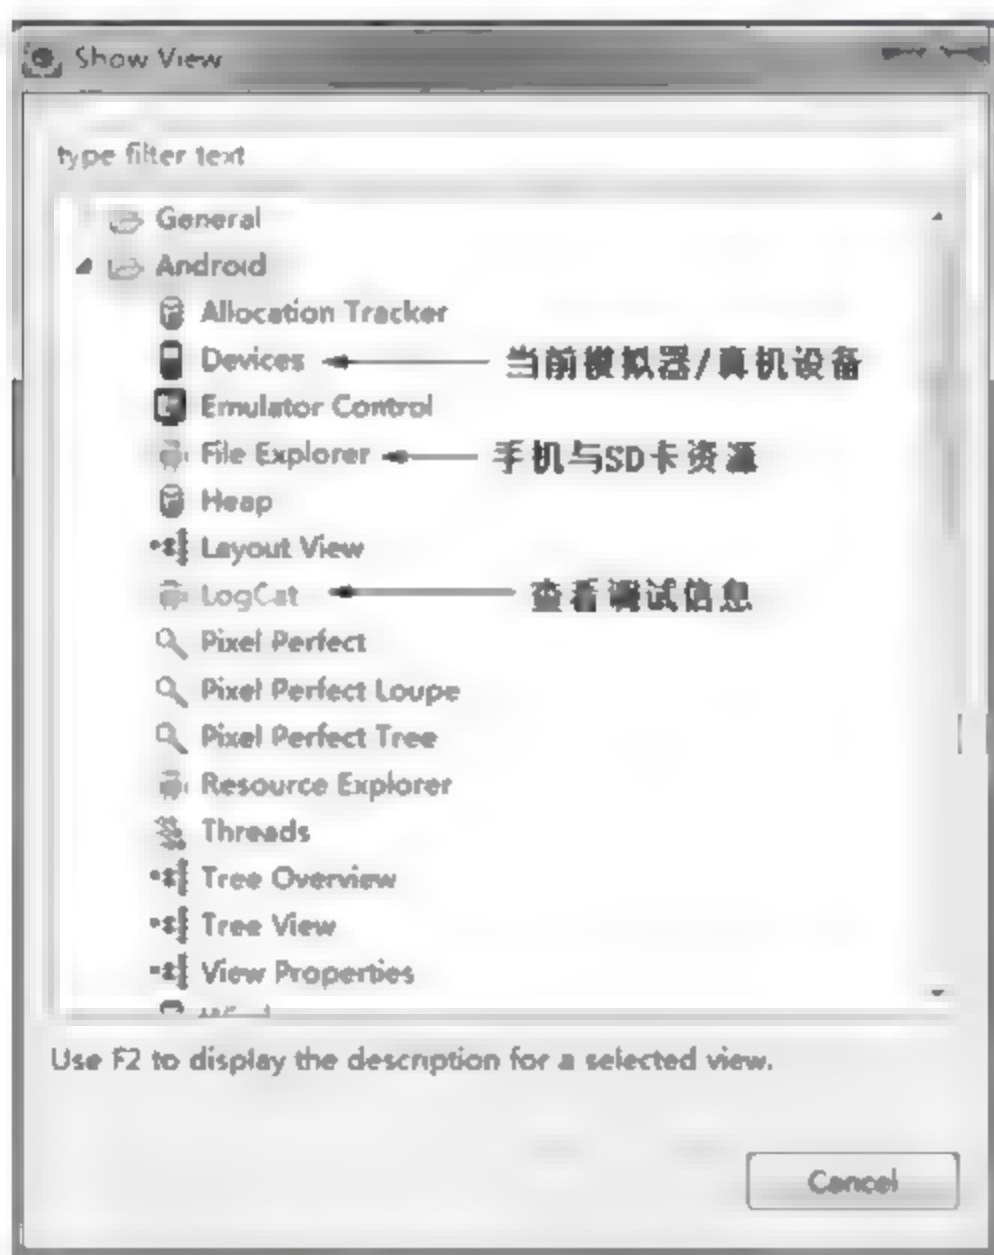 Show View
type filter text
General
Android
Allocation Tracker
Devices 当前模拟器/真机设备
Emulator Control
File Explorer 手机与SD卡资源
Heap
Layout View
LogCat 查看调试信息
Pixel Perfect
Pixel Perfect Loupe
Pixel Perfect Tree
Resource Explorer
Threads
Tree Overview
Tree View
View Properties
Use F2 to display the description for a selected view.
Cancel